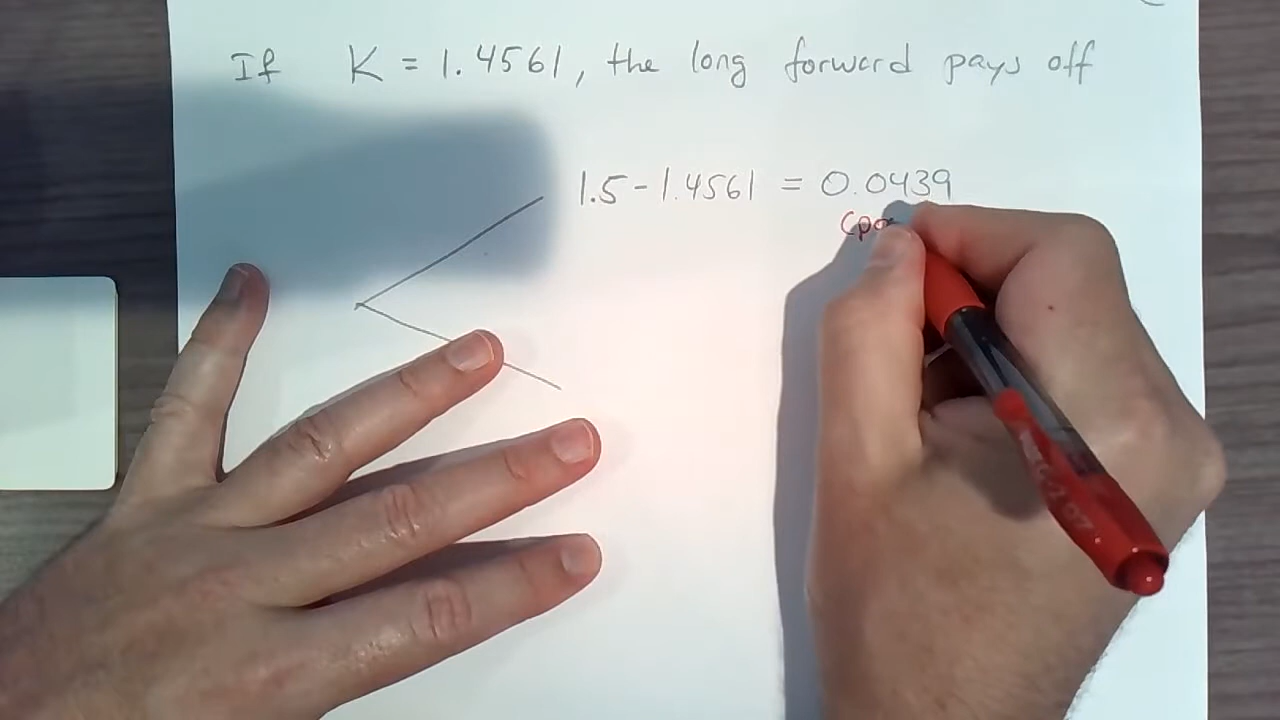 If K = 1.4561, the long forward pays off
1.5 - 1.4561 = 0.0439